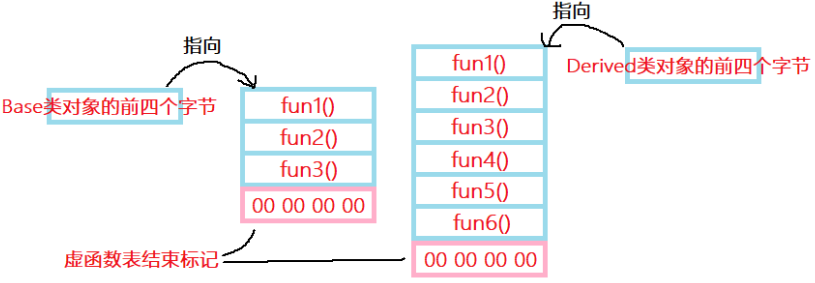 指向
Base类对象的前四个字节
fun1()
fun2()
fun3()
00 00 00 00
虚函数表结束标记
指向
Derived类对象的前四个字节
fun1()
fun2()
fun3()
fun4()
fun5()
fun6()
00 00 00 00